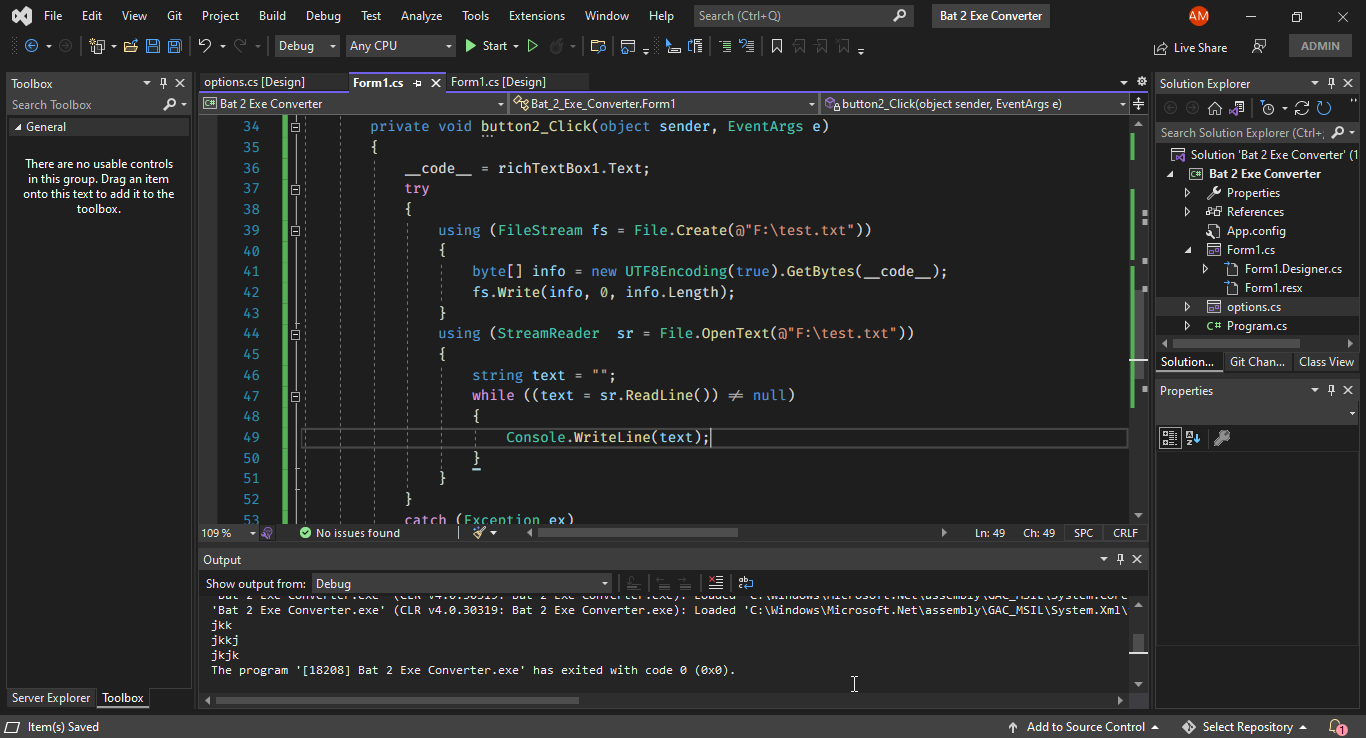 File Edit View Git Project Build Debug Test Analyze Tools Extensions Window Help Search (Ctrl+Q) Bat 2 Exe Converter AM
Debug Any CPU Start Live Share ADMIN
Toolbox
Search Toolbox
General
There are no usable controls
in this group. Drag an item
onto this text to add it to the
toolbox.
Server Explorer Toolbox
options.cs [Design] Form1.cs Form1.cs [Design]
Bat 2 Exe Converter Bat_2_Exe_Converter.Form1 button2_Click(object sender, EventArgs e)
34 private void button2_Click(object sender, EventArgs e)
35 {
36 __code__ = richTextBox1.Text;
37 try
38 {
39 using (FileStream fs = File.Create(@"F:\test.txt"))
40 {
41 byte[] info = new UTF8Encoding(true).GetBytes(__code__);
42 fs.Write(info, 0, info.Length);
43 }
44 using (StreamReader  sr = File.OpenText(@"F:\test.txt"))
45 {
46 string text = "";
47 while ((text = sr.ReadLine()) ≠ null)
48 {
49 Console.WriteLine(text);
50 }
51 }
52 }
53 catch (Exception ex)
109 % No issues found Ln: 49 Ch: 49 SPC CRLF
Output
Show output from: Debug
'Bat 2 Exe Converter.exe' (CLR v4.0.30319: Bat 2 Exe Converter.exe): Loaded 'C:\Windows\Microsoft.Net\assembly\GAC_MSIL\System.Core
'Bat 2 Exe Converter.exe' (CLR v4.0.30319: Bat 2 Exe Converter.exe): Loaded 'C:\Windows\Microsoft.Net\assembly\GAC_MSIL\System.Xml\
jkk
jkkj
jkjk
The program '[18208] Bat 2 Exe Converter.exe' has exited with code 0 (0x0).
Solution Explorer
Search Solution Explorer (Ctrl+;
Solution 'Bat 2 Exe Converter' (1
C# Bat 2 Exe Converter
Properties
References
App.config
Form1.cs
Form1.Designer.cs
Form1.resx
options.cs
C# Program.cs
Solution... Git Chan... Class View
Properties
Item(s) Saved Add to Source Control Select Repository 1